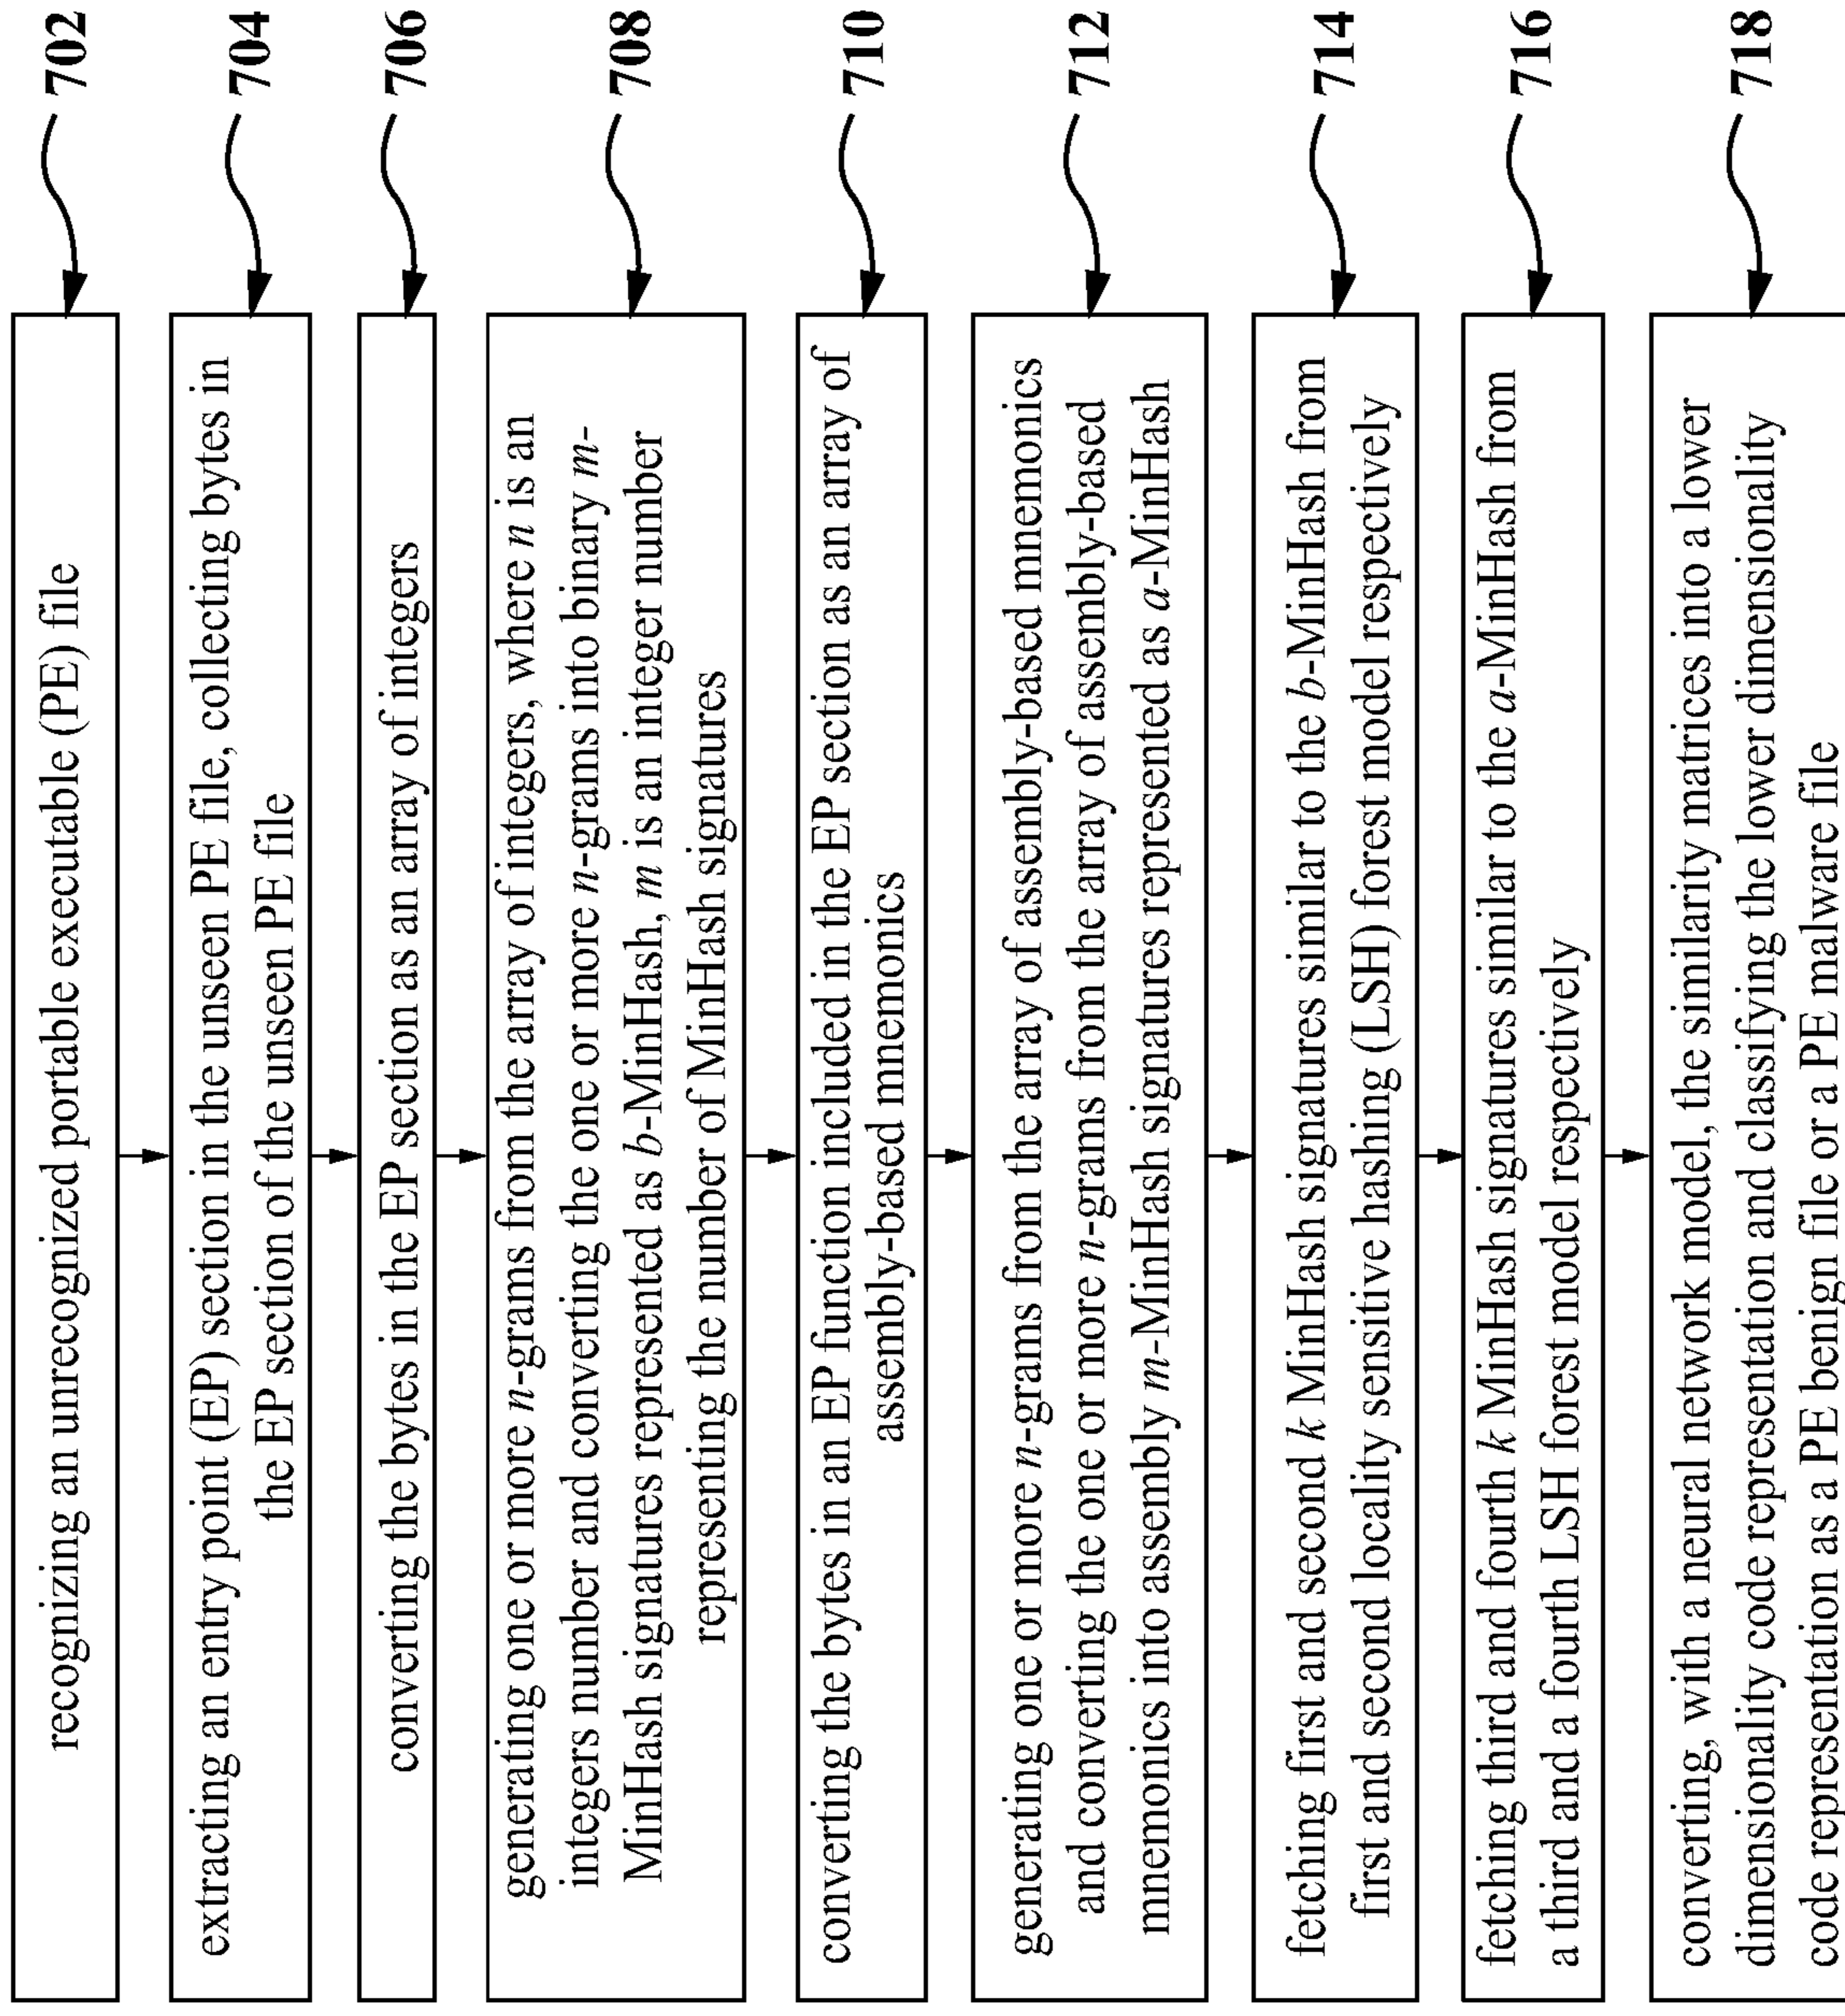 recognizing an unrecognized portable executable (PE) file
702
extracting an entry point (EP) section in the unseen PE file, collecting bytes in
the EP section of the unseen PE file
704
converting the bytes in the EP section as an array of integers
706
generating one or more n-grams from the array of integers, where n is an
integers number and converting the one or more n-grams into binary m-
MinHash signatures represented as b-MinHash, m is an integer number
representing the number of MinHash signatures
708
converting the bytes in an EP function included in the EP section as an array of
assembly-based mnemonics
710
generating one or more n-grams from the array of assembly-based mnemonics
and converting the one or more n-grams from the array of assembly-based
mnemonics into assembly m-MinHash signatures represented as a-MinHash
712
fetching first and second k MinHash signatures similar to the b-MinHash from
first and second locality sensitive hashing (LSH) forest model respectively
714
fetching third and fourth k MinHash signatures similar to the a-MinHash from
a third and a fourth LSH forest model respectively
716
converting, with a neural network model, the similarity matrices into a lower
dimensionality code representation and classifying the lower dimensionality
code representation as a PE benign file or a PE malware file
718